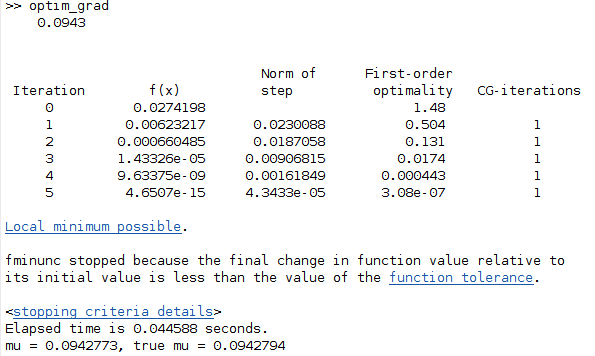 >> optim_grad
0.0943
Norm of First-order
Iteration f(x) step optimality CG-iterations
0 0.0274198 1.48
1 0.00623217 0.0230088 0.504 1
2 0.000660485 0.0187058 0.131 1
3 1.43326e-05 0.00906815 0.0174 1
4 9.63375e-09 0.00161849 0.000443 1
5 4.6507e-15 4.3433e-05 3.08e-07 1
Local minimum possible.
fminunc stopped because the final change in function value relative to
its initial value is less than the value of the function tolerance.
<stopping criteria details>
Elapsed time is 0.044588 seconds.
mu = 0.0942773, true mu = 0.0942794